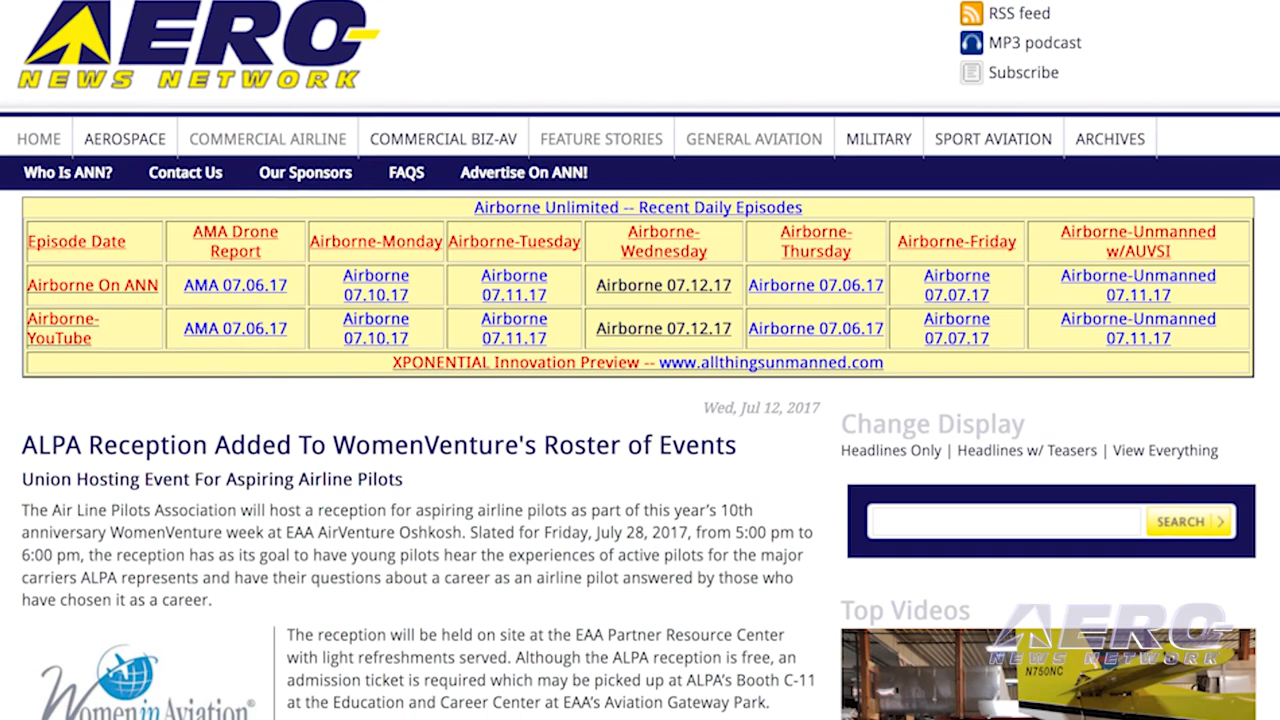 AERO
NEWS NETWORK
RSS feed
MP3 podcast
Subscribe
HOME AEROSPACE COMMERCIAL AIRLINE COMMERCIAL BIZ-AV FEATURE STORIES GENERAL AVIATION MILITARY SPORT AVIATION ARCHIVES
Who Is ANN? Contact Us Our Sponsors FAQS Advertise On ANN!
Airborne Unlimited -- Recent Daily Episodes
Episode Date AMA Drone Report Airborne-Monday Airborne-Tuesday Airborne-Wednesday Airborne-Thursday Airborne-Friday Airborne-Unmanned w/AUVSI
Airborne On ANN AMA 07.06.17 Airborne 07.10.17 Airborne 07.11.17 Airborne 07.12.17 Airborne 07.06.17 Airborne 07.07.17 Airborne-Unmanned 07.11.17
Airborne-YouTube AMA 07.06.17 Airborne 07.10.17 Airborne 07.11.17 Airborne 07.12.17 Airborne 07.06.17 Airborne 07.07.17 Airborne-Unmanned 07.11.17
XPONENTIAL Innovation Preview -- www.allthingsunmanned.com
Wed, Jul 12, 2017
ALPA Reception Added To WomenVenture's Roster of Events
Union Hosting Event For Aspiring Airline Pilots
The Air Line Pilots Association will host a reception for aspiring airline pilots as part of this year's 10th
anniversary WomenVenture week at EAA AirVenture Oshkosh. Slated for Friday, July 28, 2017, from 5:00 pm to
6:00 pm, the reception has as its goal to have young pilots hear the experiences of active pilots for the major
carriers ALPA represents and have their questions about a career as an airline pilot answered by those who
have chosen it as a career.
Women in Aviation®
The reception will be held on site at the EAA Partner Resource Center
with light refreshments served. Although the ALPA reception is free, an
admission ticket is required which may be picked up at ALPA's Booth C-11
at the Education and Career Center at EAA's Aviation Gateway Park.
Change Display
Headlines Only | Headlines w/ Teasers | View Everything
SEARCH
Top Videos
N750NC
AERO
NEWS NETWORK